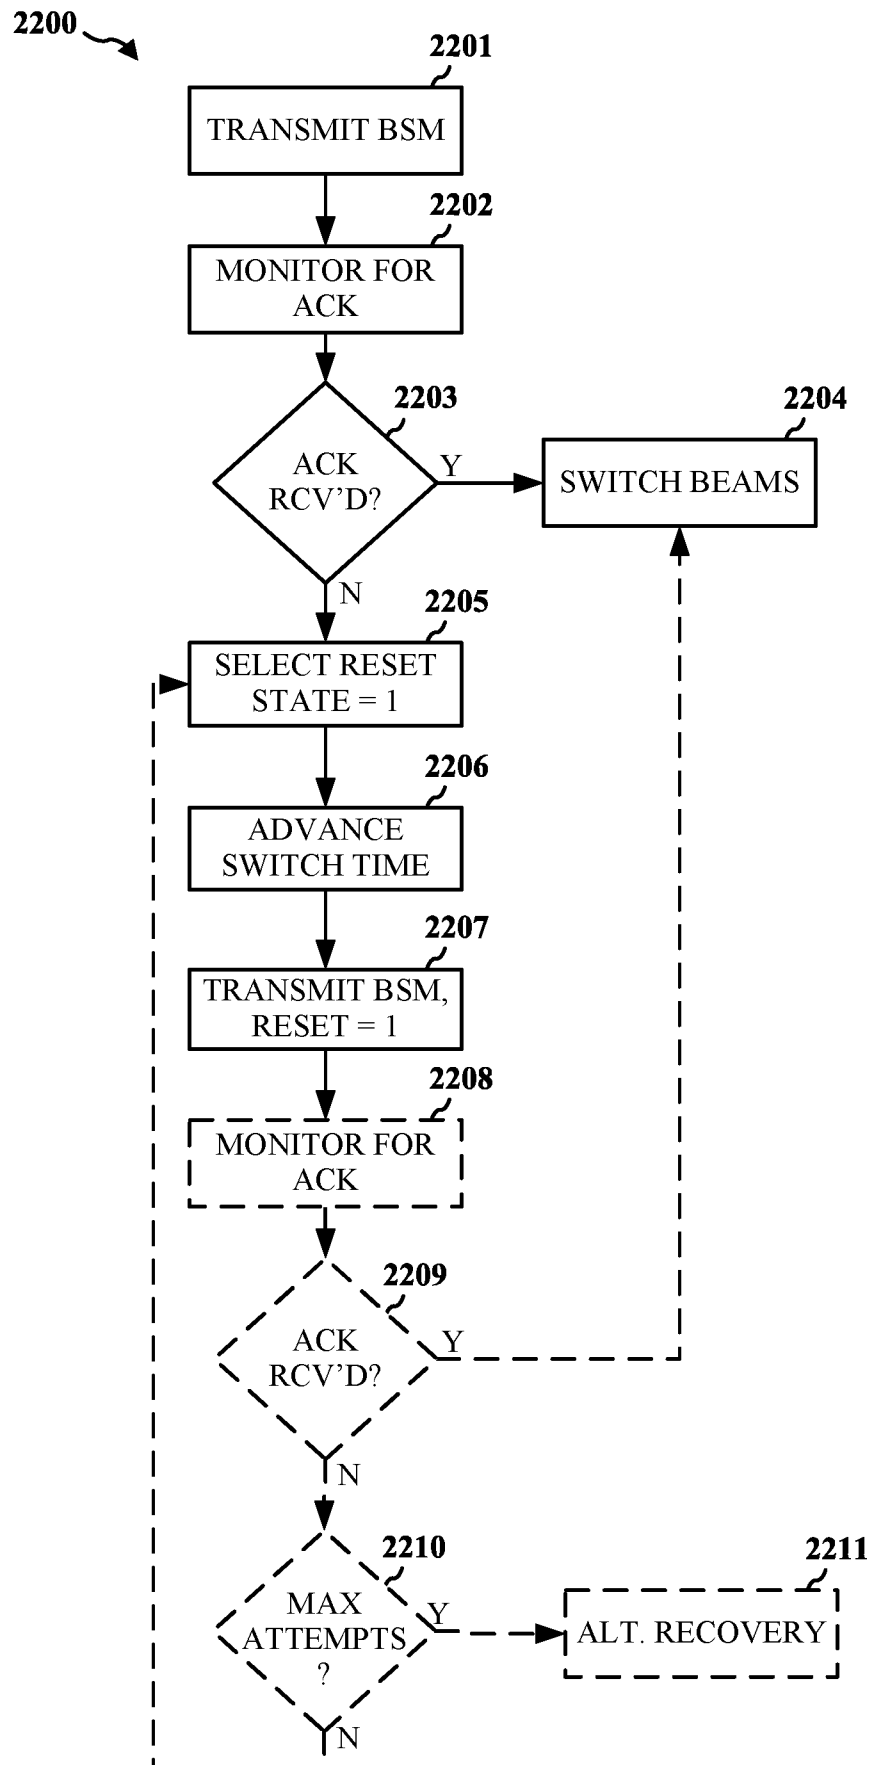 2200
2201
TRANSMIT BSM
2202
MONITOR FOR
ACK
2203
ACK
RCV'D?
Y
2204
SWITCH BEAMS
N
2205
SELECT RESET
STATE = 1
2206
ADVANCE
SWITCH TIME
2207
TRANSMIT BSM,
RESET = 1
2208
MONITOR FOR
ACK
2209
ACK
RCV'D?
Y
N
2210
MAX
ATTEMPTS
?
Y
2211
ALT. RECOVERY
N